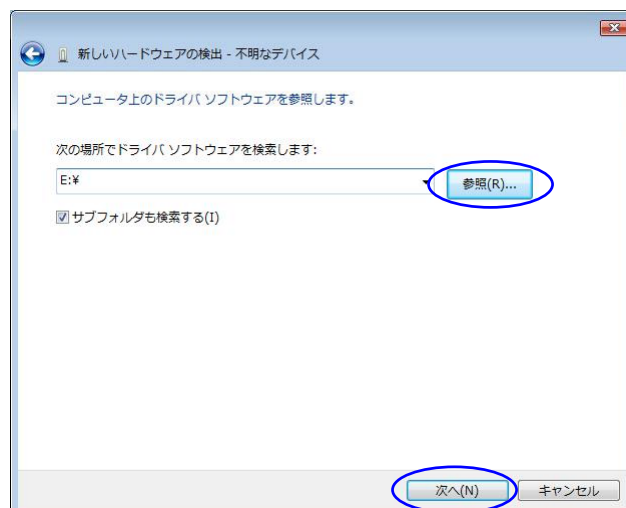 新しいハードウェアの検出 - 不明なデバイス
コンピュータ上のドライバ ソフトウェアを参照します。
次の場所でドライバ ソフトウェアを検索します:
E:¥
参照(R)...
サブフォルダも検索する(I)
次へ(N)
キャンセル